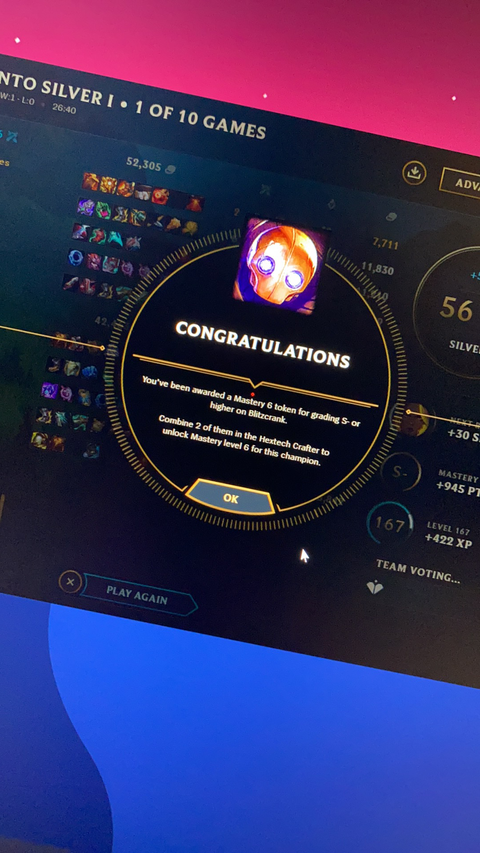 NTO SILVER I • 1 OF 10 GAMES
W:1 - L:0 26:40
52,305
ADV
7,711
11,830
56
SILVE
CONGRATULATIONS
You've been awarded a Mastery 6 token for grading S- or
higher on Blitzcrank.
Combine 2 of them in the Hextech Crafter to
unlock Mastery level 6 for this champion.
OK
+30 S
S-
MASTERY
+945 PT
167
LEVEL 167
+422 XP
TEAM VOTING...
PLAY AGAIN